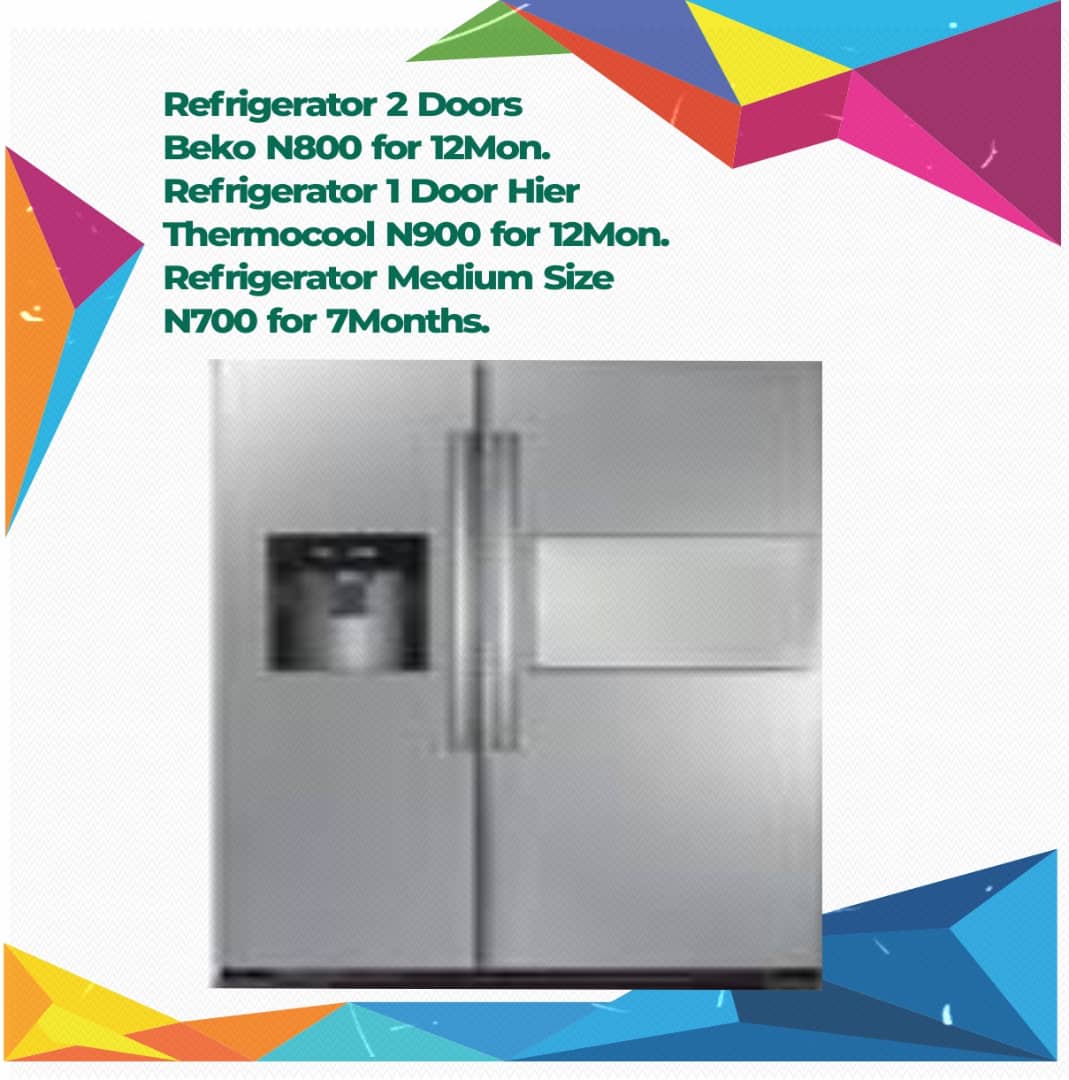 Refrigerator 2 Doors
Beko N800 for 12Mon.
Refrigerator 1 Door Hier
Thermocool N900 for 12Mon.
Refrigerator Medium Size
N700 for 7Months.